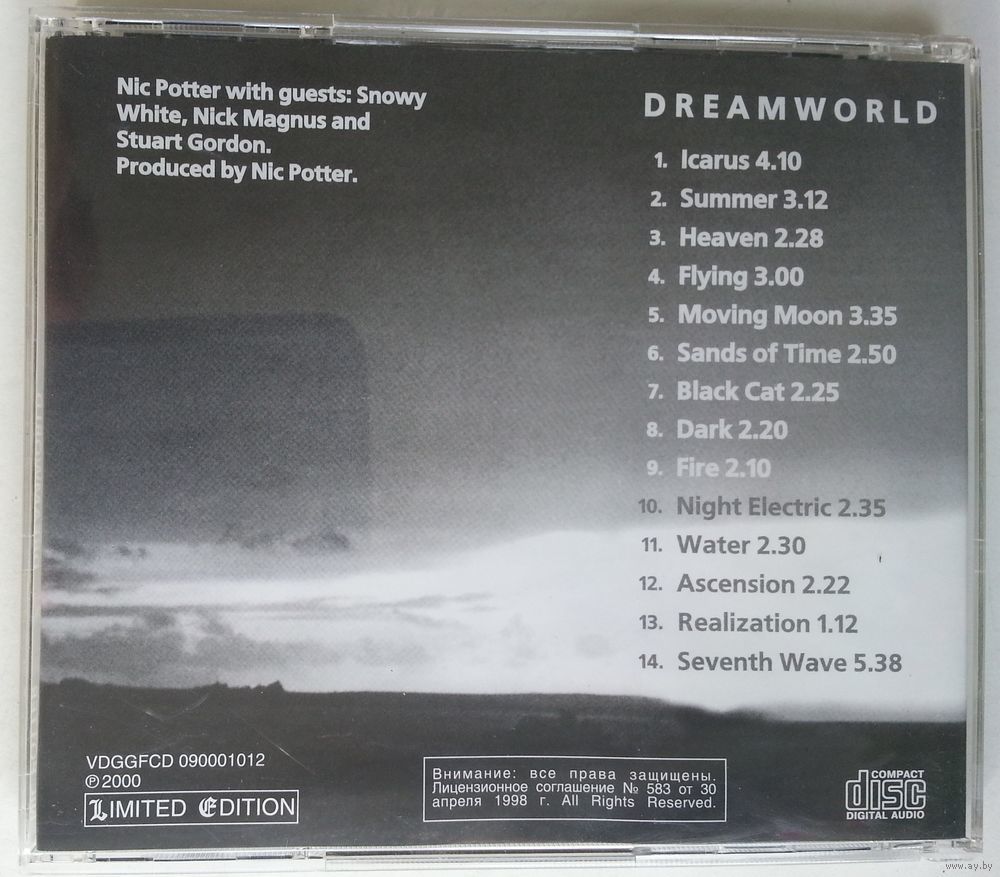 Nic Potter with guests: Snowy
White, Nick Magnus and
Stuart Gordon.
Produced by Nic Potter.
DREAMWORLD
1. Icarus 4.10
2. Summer 3.12
3. Heaven 2.28
4. Flying 3.00
5. Moving Moon 3.35
6. Sands of Time 2.50
7. Black Cat 2.25
8. Dark 2.20
9. Fire 2.10
10. Night Electric 2.35
11. Water 2.30
12. Ascension 2.22
13. Realization 1.12
14. Seventh Wave 5.38
VDGGFCD 090001012
℗ 2000
LIMITED EDITION
Внимание: все права защищены.
Лицензионное соглашение № 583 от 30
апреля 1998 г. All Rights Reserved.
COMPACT
disc
DIGITAL AUDIO
www.ay.by